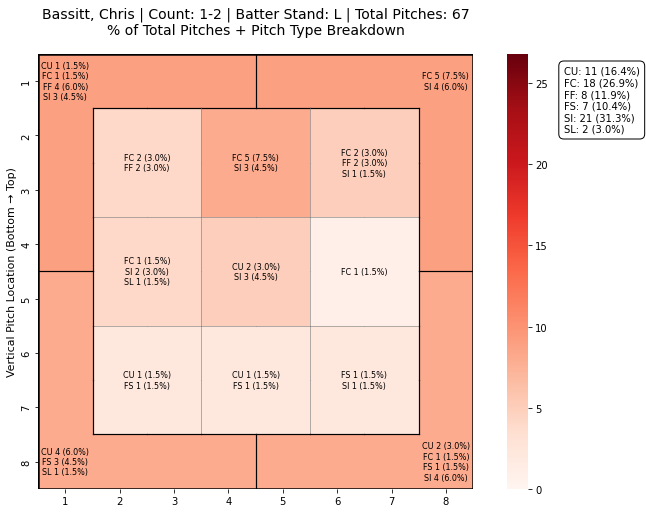 Bassitt, Chris | Count: 1-2 | Batter Stand: L | Total Pitches: 67
% of Total Pitches + Pitch Type Breakdown
CU 1 (1.5%)
FC 1 (1.5%)
FF 4 (6.0%)
SI 3 (4.5%)
FC 5 (7.5%)
SI 4 (6.0%)
FC 2 (3.0%)
FF 2 (3.0%)
FC 5 (7.5%)
SI 3 (4.5%)
FC 2 (3.0%)
FF 2 (3.0%)
SI 1 (1.5%)
FC 1 (1.5%)
SI 2 (3.0%)
SL 1 (1.5%)
CU 2 (3.0%)
SI 3 (4.5%)
FC 1 (1.5%)
CU 1 (1.5%)
FS 1 (1.5%)
CU 1 (1.5%)
FS 1 (1.5%)
FS 1 (1.5%)
SI 1 (1.5%)
CU 4 (6.0%)
FS 3 (4.5%)
SL 1 (1.5%)
CU 2 (3.0%)
FC 1 (1.5%)
FS 1 (1.5%)
SI 4 (6.0%)
Vertical Pitch Location (Bottom → Top)
1
2
3
4
5
6
7
8
1
2
3
4
5
6
7
8
25
20
15
10
5
0
CU: 11 (16.4%)
FC: 18 (26.9%)
FF: 8 (11.9%)
FS: 7 (10.4%)
SI: 21 (31.3%)
SL: 2 (3.0%)